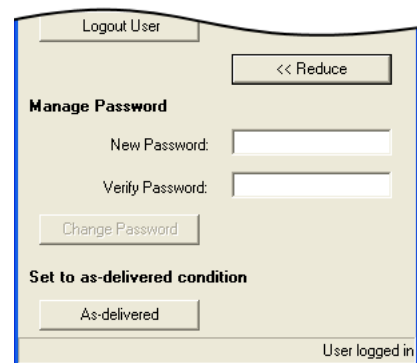 Logout User
<< Reduce
Manage Password
New Password:
Verify Password:
Change Password
Set to as-delivered condition
As-delivered
User logged in